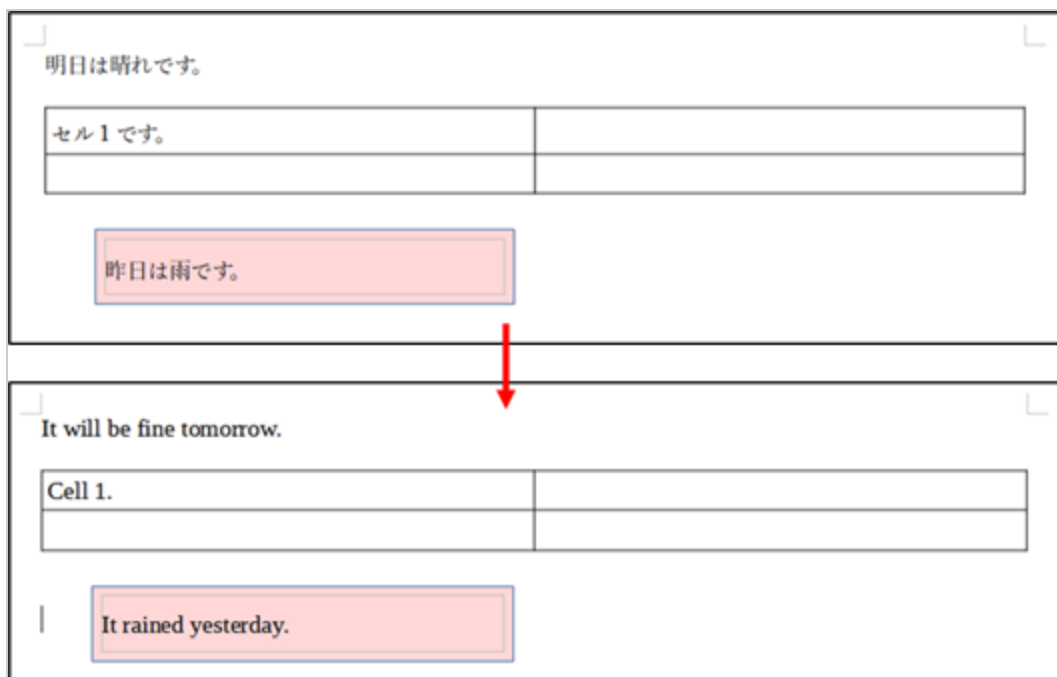 明日は晴れです。
セル 1 です。
昨日は雨です。
It will be fine tomorrow.
Cell 1.
It rained yesterday.